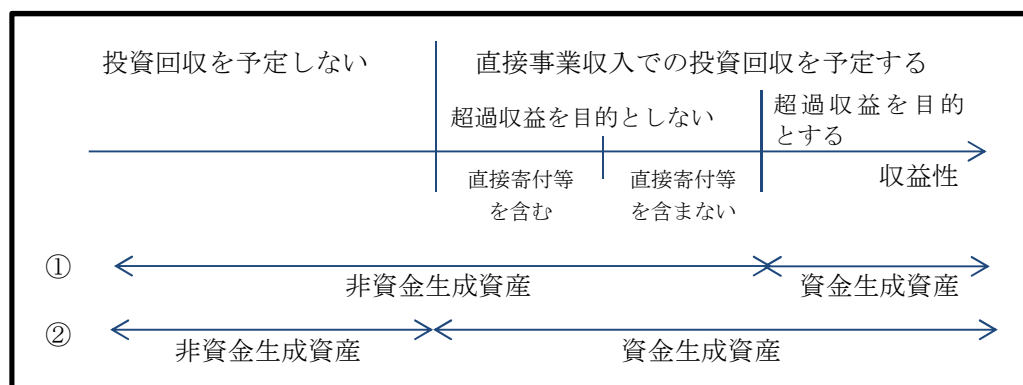 投資回収を予定しない
直接事業収入での投資回収を予定する
超過収益を目的としない
超過収益を目的
とする
収益性
直接寄付等
を含む
直接寄付等
を含まない
①
非資金生成資産
資金生成資産
②
非資金生成資産
資金生成資産